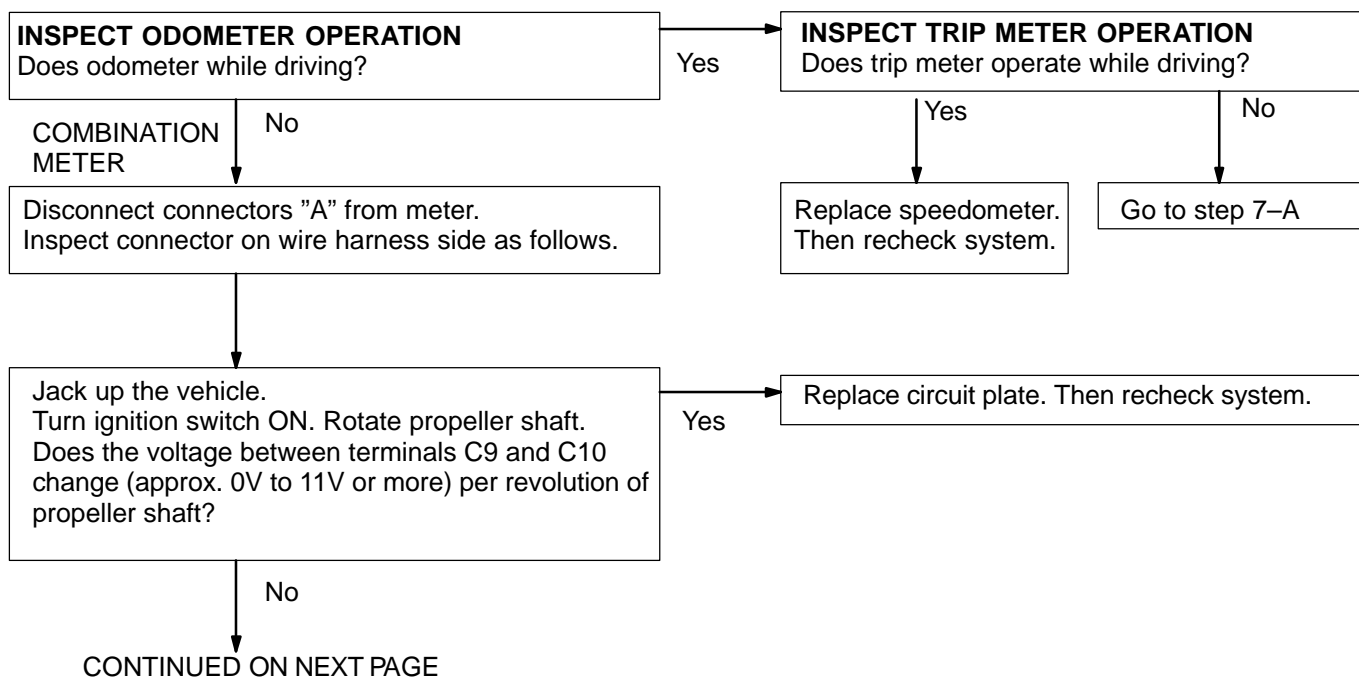 INSPECT ODOMETER OPERATION
Does odometer while driving?
Yes
INSPECT TRIP METER OPERATION
Does trip meter operate while driving?
No
COMBINATION
METER
Yes
No
Disconnect connectors ”A” from meter.
Inspect connector on wire harness side as follows.
Replace speedometer.
Then recheck system.
Go to step 7–A
Jack up the vehicle.
Turn ignition switch ON. Rotate propeller shaft.
Does the voltage between terminals C9 and C10
change (approx. 0V to 11V or more) per revolution of
propeller shaft?
Yes
Replace circuit plate. Then recheck system.
No
CONTINUED ON NEXT PAGE